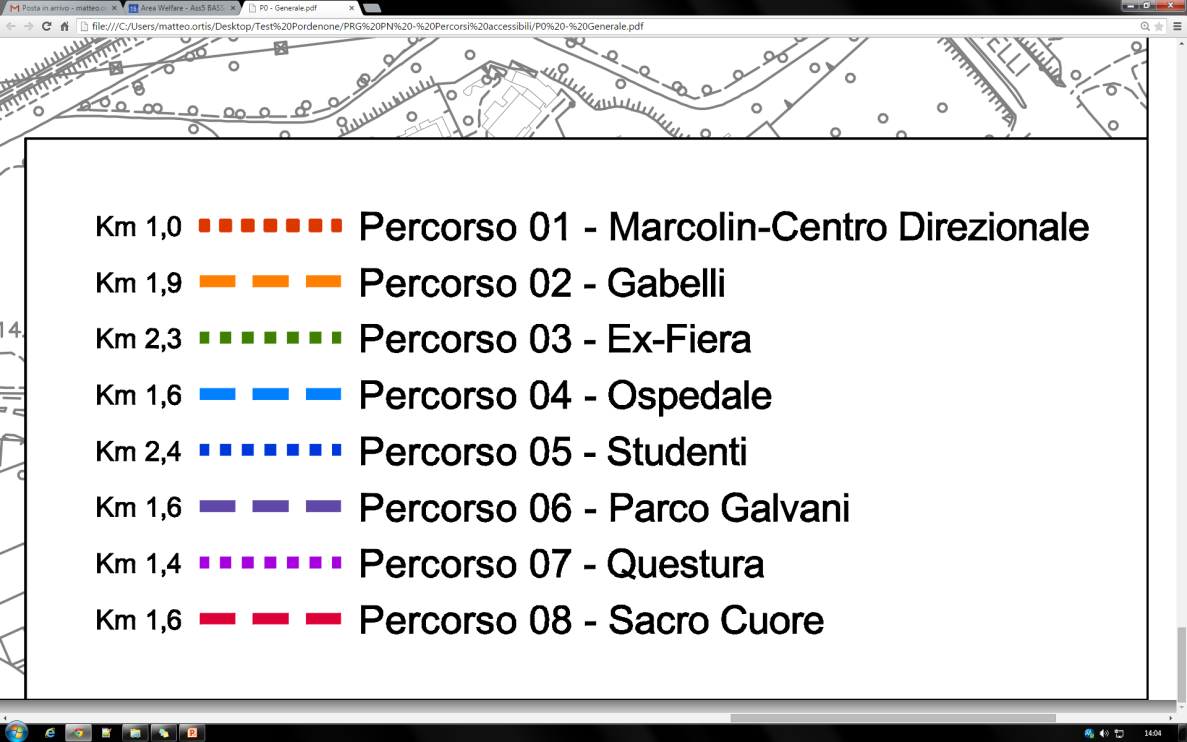 Posta in arrivo - matteo.o
Area Welfare - Ass5 BASS
P0 - Generale.pdf
file:///C:/Users/matteo.ortis/Desktop/Test%20Pordenone/PRG%20PN%20-%20Percorsi%20accessibili/P0%20-%20Generale.pdf
ELLI
14.
Km 1,0 Percorso 01 - Marcolin-Centro Direzionale
Km 1,9 Percorso 02 - Gabelli
Km 2,3 Percorso 03 - Ex-Fiera
Km 1,6 Percorso 04 - Ospedale
Km 2,4 Percorso 05 - Studenti
Km 1,6 Percorso 06 - Parco Galvani
Km 1,4 Percorso 07 - Questura
Km 1,6 Percorso 08 - Sacro Cuore
14:04